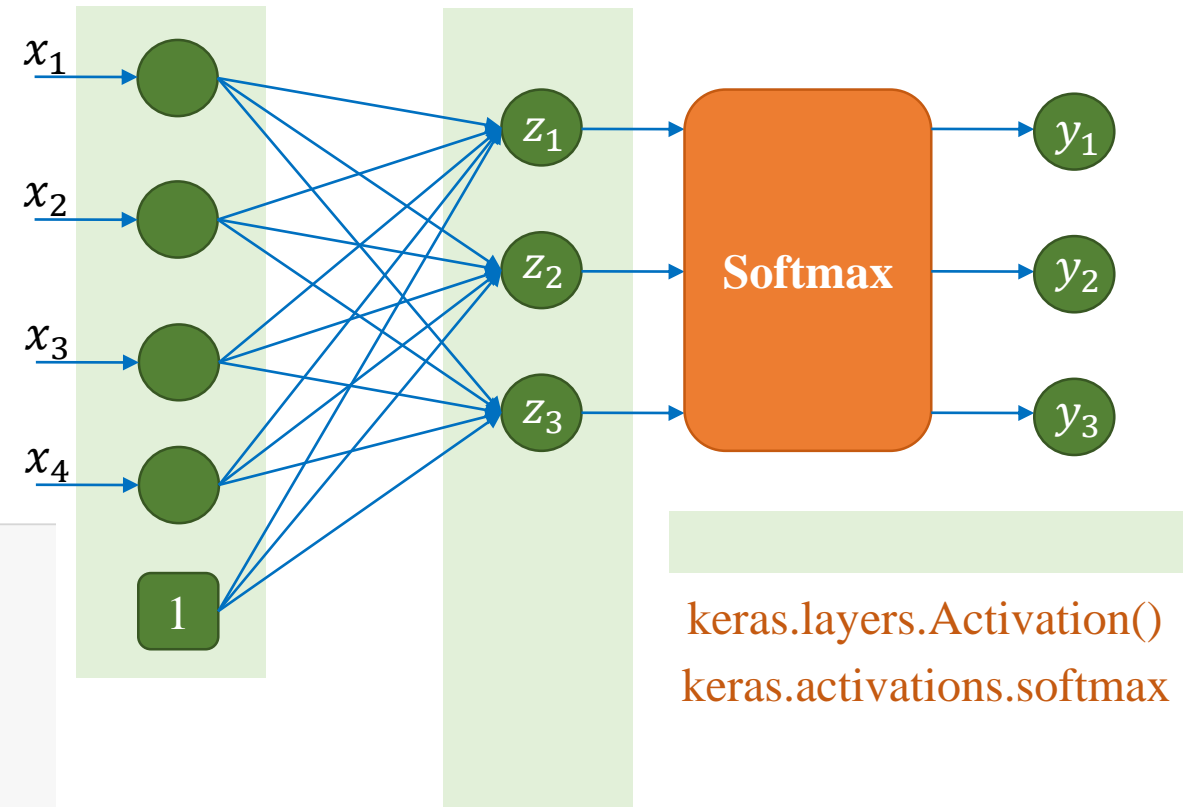 x₁
x₂
x₃
x₄
1
z₁
z₂
z₃
Softmax
y₁
y₂
y₃
keras.layers.Activation()
keras.activations.softmax